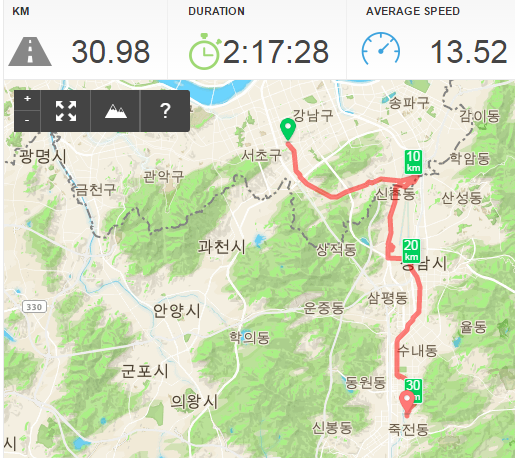 KM
DURATION
AVERAGE SPEED
30.98
2:17:28
13.52
+
-
?
강남구
송파구
감이동
광명시
서초구
10
km
학암동
금천구
관악구
신촌동
산성동
과천시
상적동
20
km
남시
330
안양시
운중동
삼평동
율동
학의동
수내동
군포시
동원동
30
의왕시
신봉동
죽전동
시